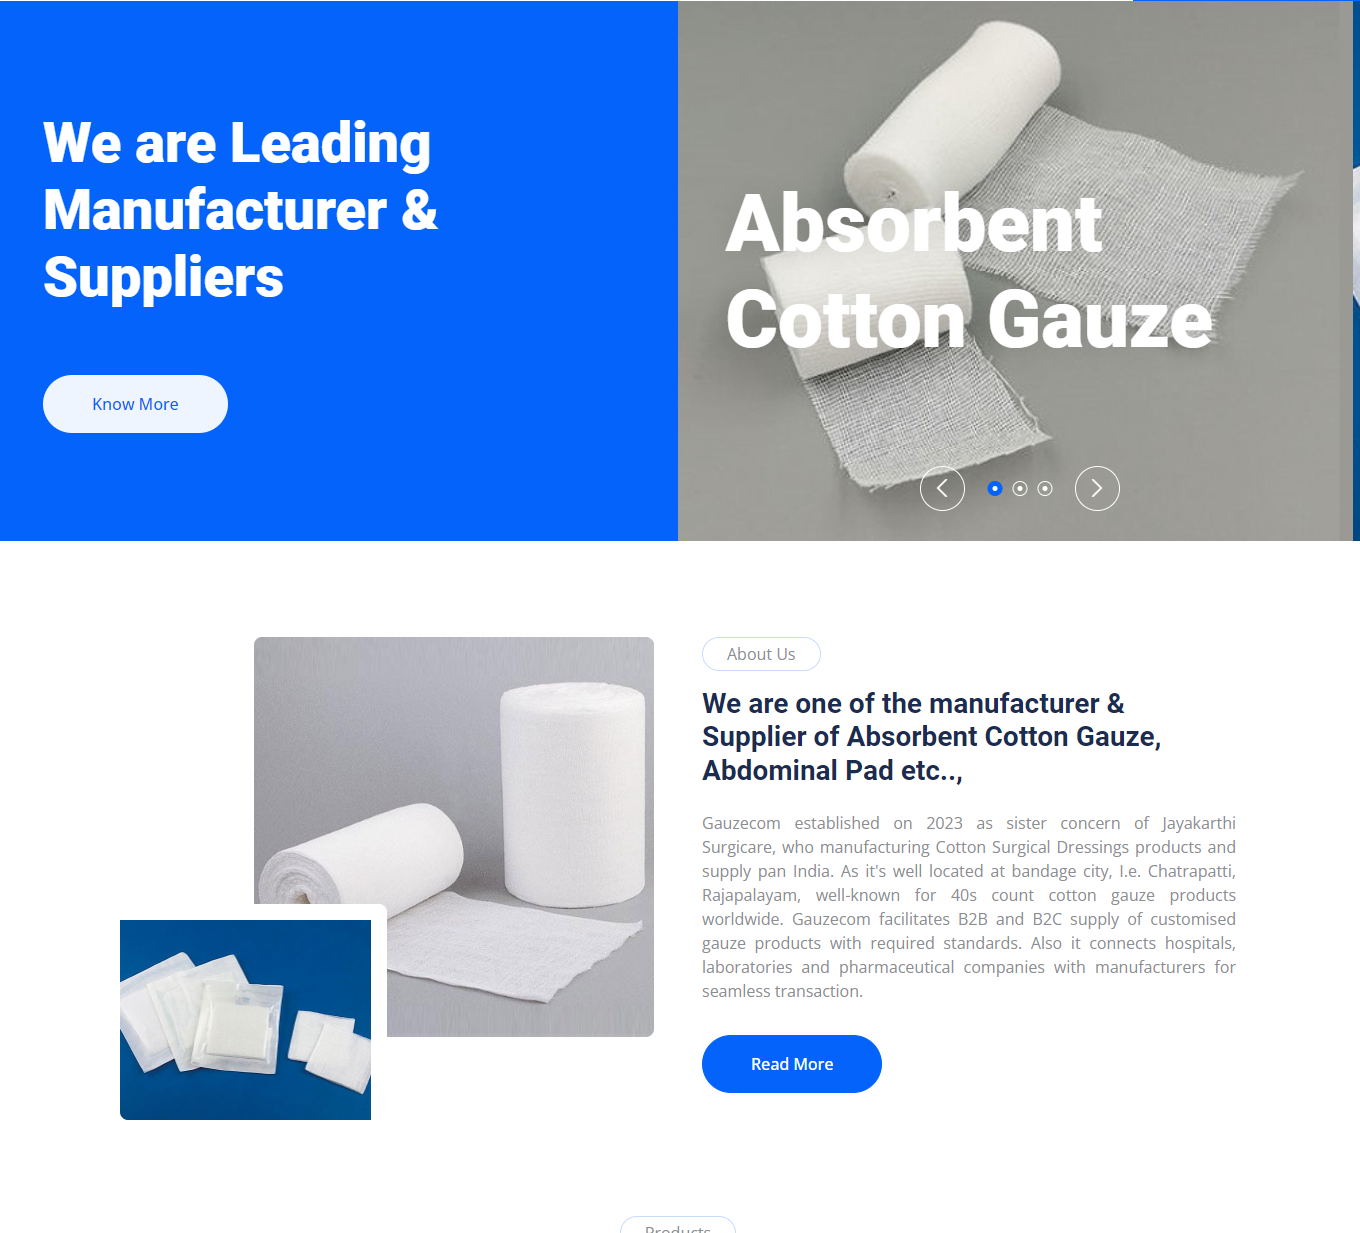 We are Leading
Manufacturer &
Suppliers
Know More
Absorbent
Cotton Gauze
About Us
We are one of the manufacturer &
Supplier of Absorbent Cotton Gauze,
Abdominal Pad etc..,
Gauzecom established on 2023 as sister concern of Jayakarthi
Surgicare, who manufacturing Cotton Surgical Dressings products and
supply pan India. As it's well located at bandage city, I.e. Chatrapatti,
Rajapalayam, well-known for 40s count cotton gauze products
worldwide. Gauzecom facilitates B2B and B2C supply of customised
gauze products with required standards. Also it connects hospitals,
laboratories and pharmaceutical companies with manufacturers for
seamless transaction.
Read More
Products